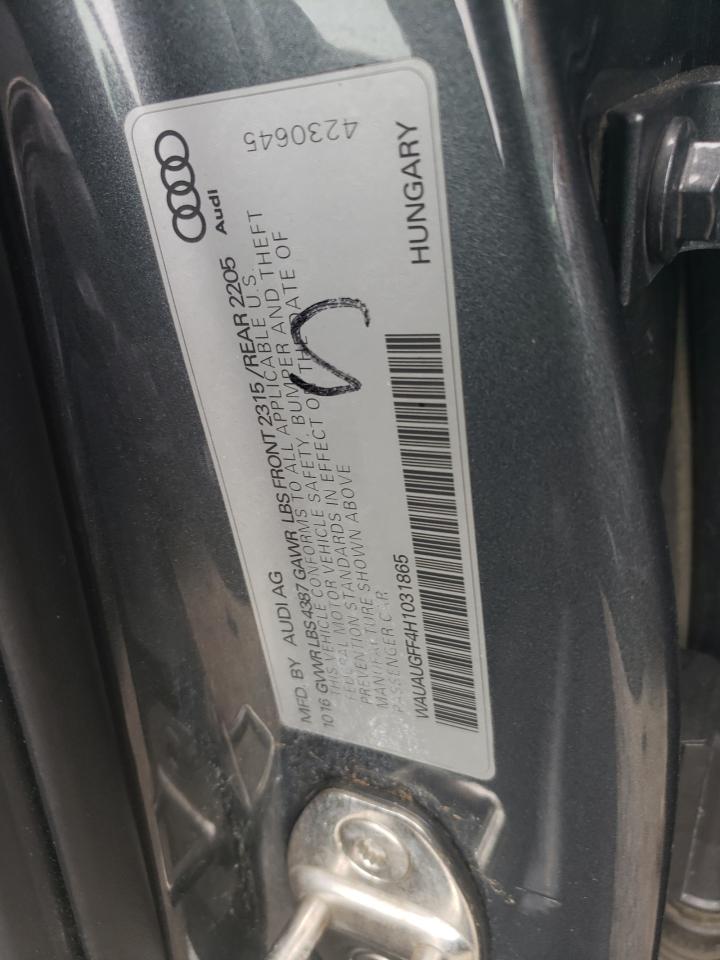 Audi
4230645
MFD. BY AUDI AG
10 16 GVWR LBS 4387 GAWR LBS FRONT 2315 / REAR 2205
THIS VEHICLE CONFORMS TO ALL APPLICABLE U.S.
FEDERAL MOTOR VEHICLE SAFETY, BUMPER AND THEFT
PREVENTION STANDARDS IN EFFECT ON THE DATE OF
MANUFACTURE SHOWN ABOVE
PASSENGER CAR
HUNGARY
WAUAUGFF4H1031865